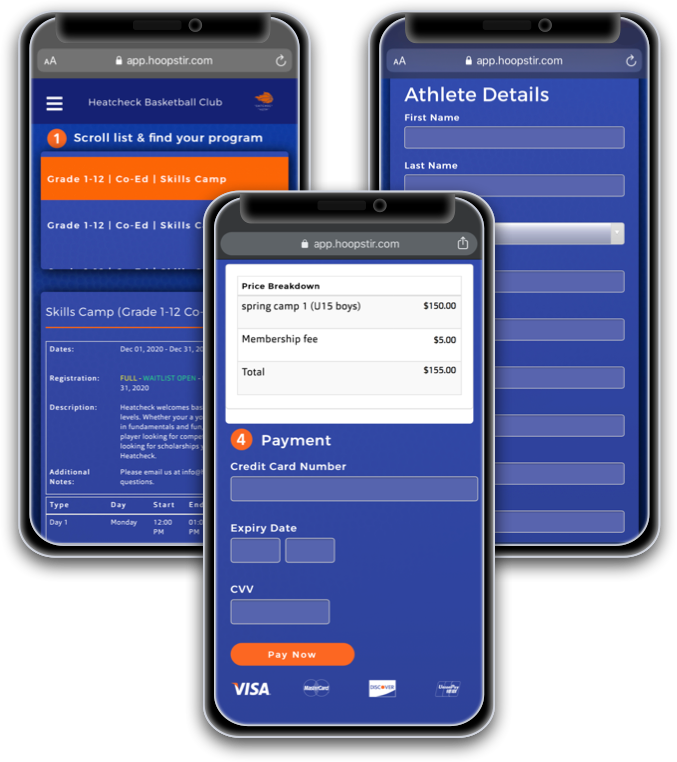 AA app.hoopstir.com
Heatcheck Basketball Club
1 Scroll list & find your program
Grade 1-12 | Co-Ed | Skills Camp
Grade 1-12 | Co-Ed | Skills C
Skills Camp (Grade 1-12 Co-
Dates: Dec 01, 2020 - Dec 31, 20
Registration: FULL - WAITLIST OPEN -
31, 2020
Description: Heatcheck welcomes bas
levels. Whether your a yo
in fundamentals and fun,
player looking for compe
looking for scholarships y
Heatcheck.
Additional Notes: Please email us at info@
questions.
Type Day Start End
Day 1 Monday 12:00 PM 01:0 PM
AA app.hoopstir.com
Athlete Details
First Name
Last Name
app.hoopstir.com
Price Breakdown
spring camp 1 (U15 boys) $150.00
Membership fee $5.00
Total $155.00
4 Payment
Credit Card Number
Expiry Date
CVV
Pay Now
VISA MasterCard DISCOVER UnionPay